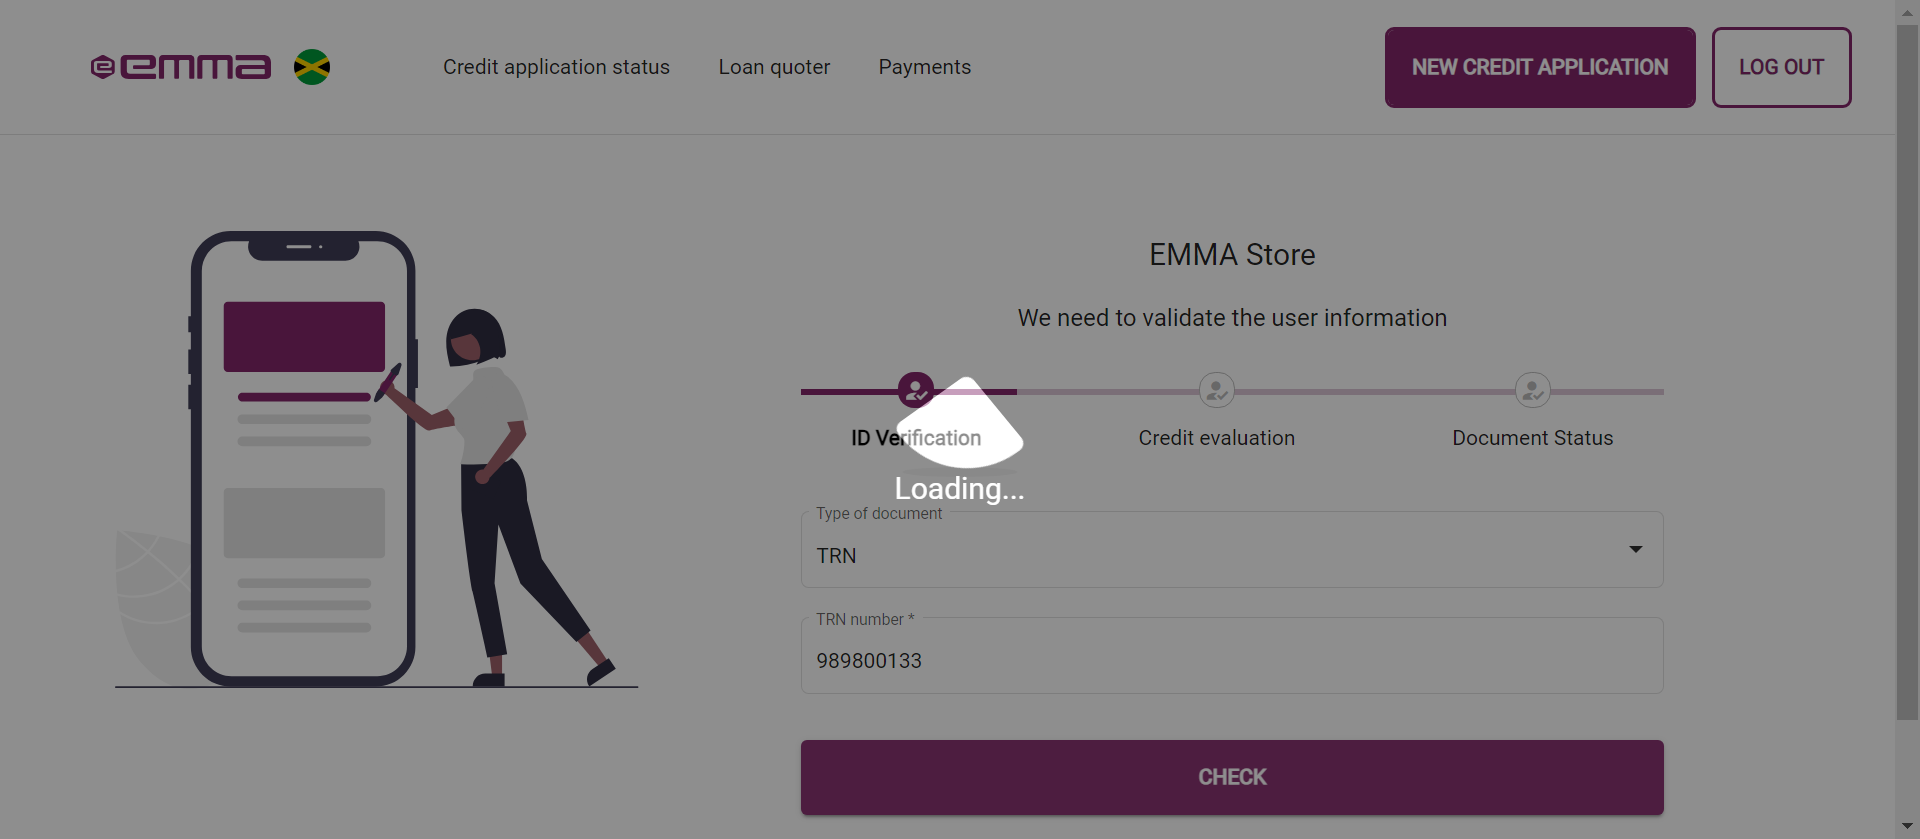 emma
Credit application status
Loan quoter
Payments
NEW CREDIT APPLICATION
LOG OUT
EMMA Store
We need to validate the user information
ID Verification
Credit evaluation
Document Status
Loading...
Type of document
TRN
TRN number *
989800133
CHECK